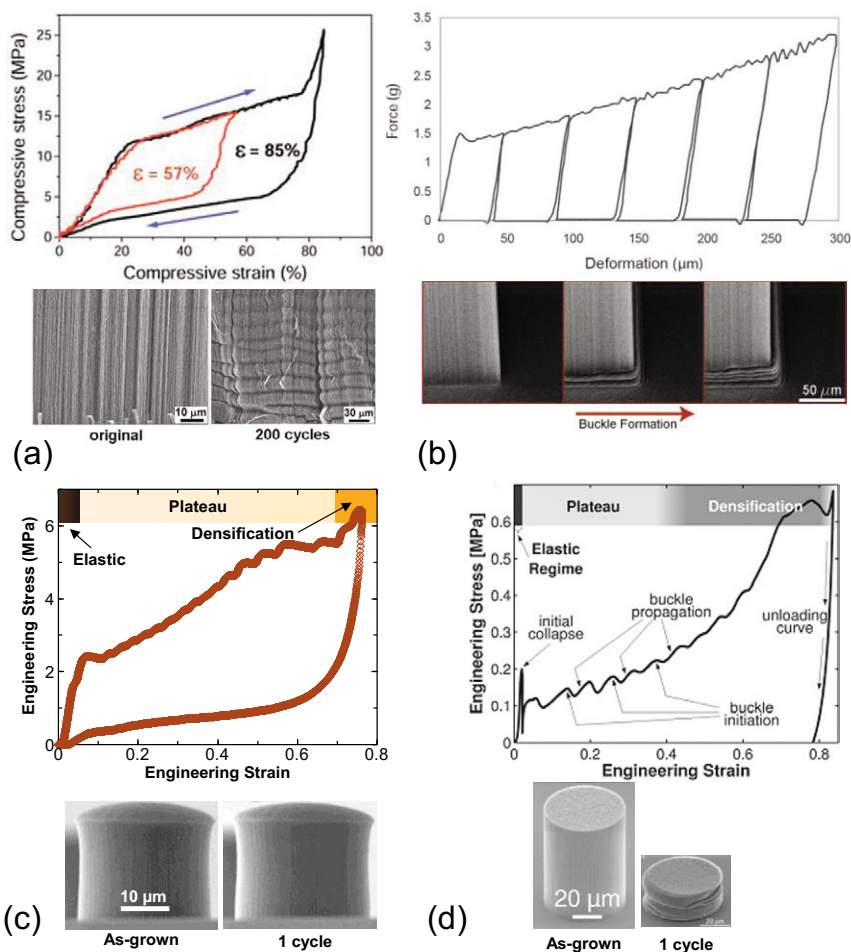 Compressive stress (MPa)
25
20
15
10
5
0
ε = 57%
ε = 85%
0 20 40 60 80 100
Compressive strain (%)
10 μm
30 μm
original
200 cycles
(a)
Force (g)
3.5
3
2.5
2
1.5
1
0.5
0
0 50 100 150 200 250 300
Deformation (μm)
50 μm
Buckle Formation
(b)
Engineering Stress (MPa)
6
4
2
0
Plateau
Densification
Elastic
0 0.2 0.4 0.6 0.8
Engineering Strain
10 μm
(c)
As-grown
1 cycle
Engineering Stress [MPa]
0.6
0.5
0.4
0.3
0.2
0.1
0
Plateau
Densification
Elastic
Regime
initial
collapse
buckle
propagation
unloading
curve
buckle
initiation
0 0.2 0.4 0.6 0.8
Engineering Strain
20 μm
20 μm
(d)
As-grown
1 cycle